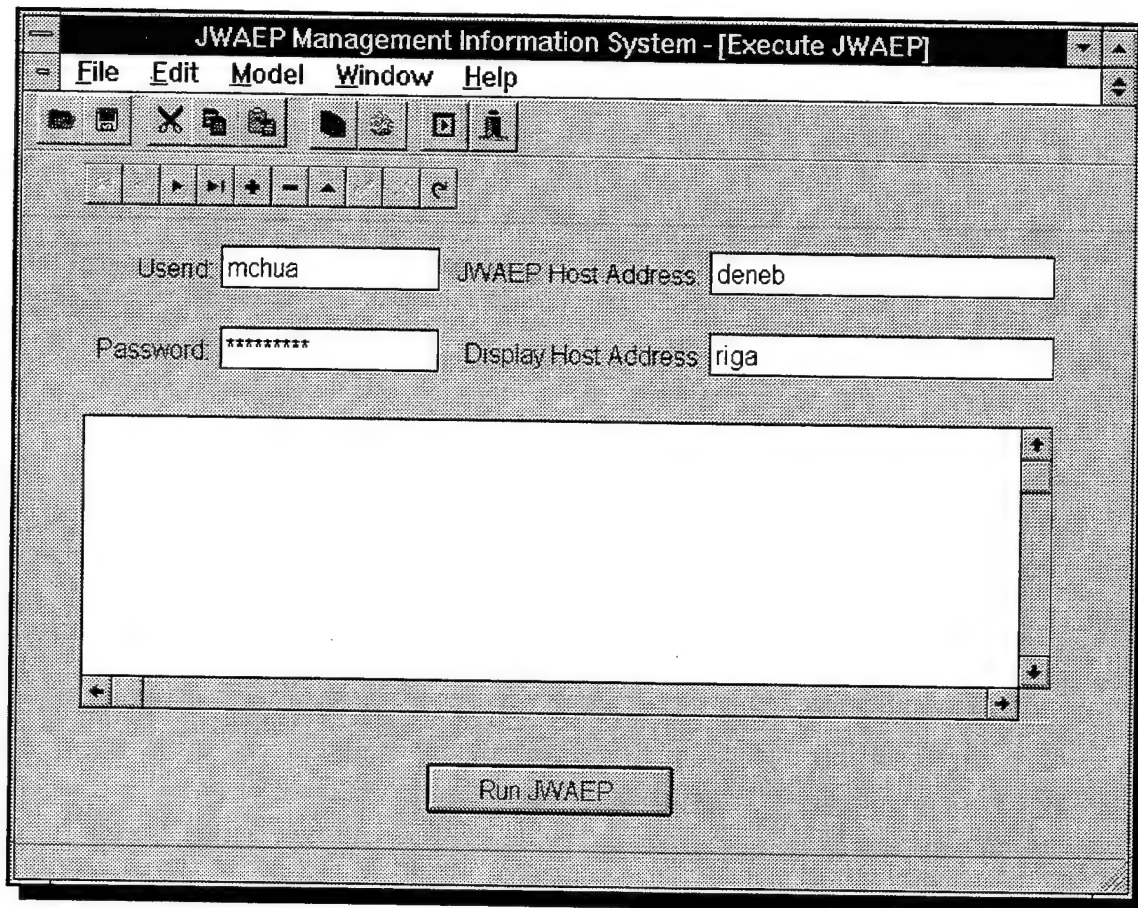 JWAEP Management Information System - [Execute JWAEP]
File Edit Model Window Help
Userid: mchua JWAEP Host Address: deneb
Password: ********* Display Host Address: riga
Run JWAEP